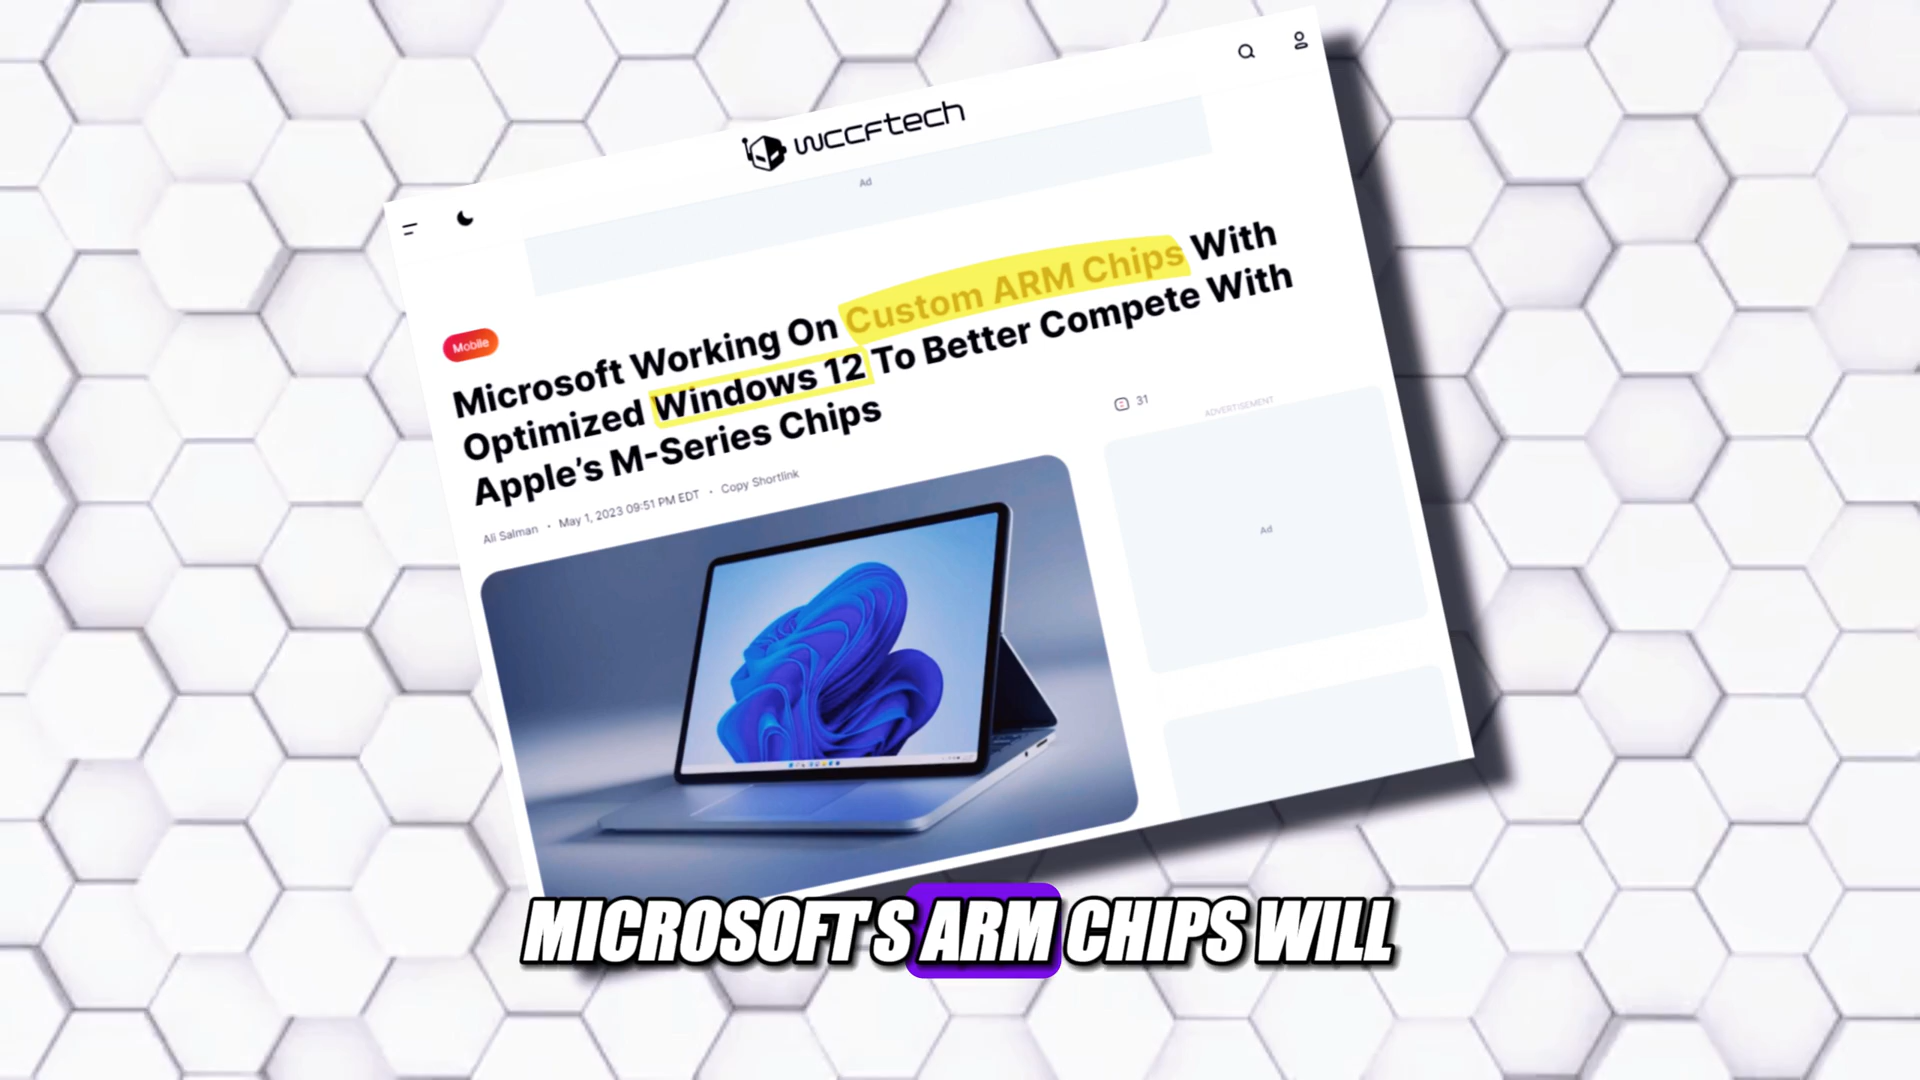 wccftech
Ad
Mobile
Microsoft Working On Custom ARM Chips With
Optimized Windows 12 To Better Compete With
Apple's M-Series Chips
Ali Salman • May 1, 2023 09:51 PM EDT • Copy Shortlink
31
ADVERTISEMENT
Ad
MICROSOFT'S ARM CHIPS WILL